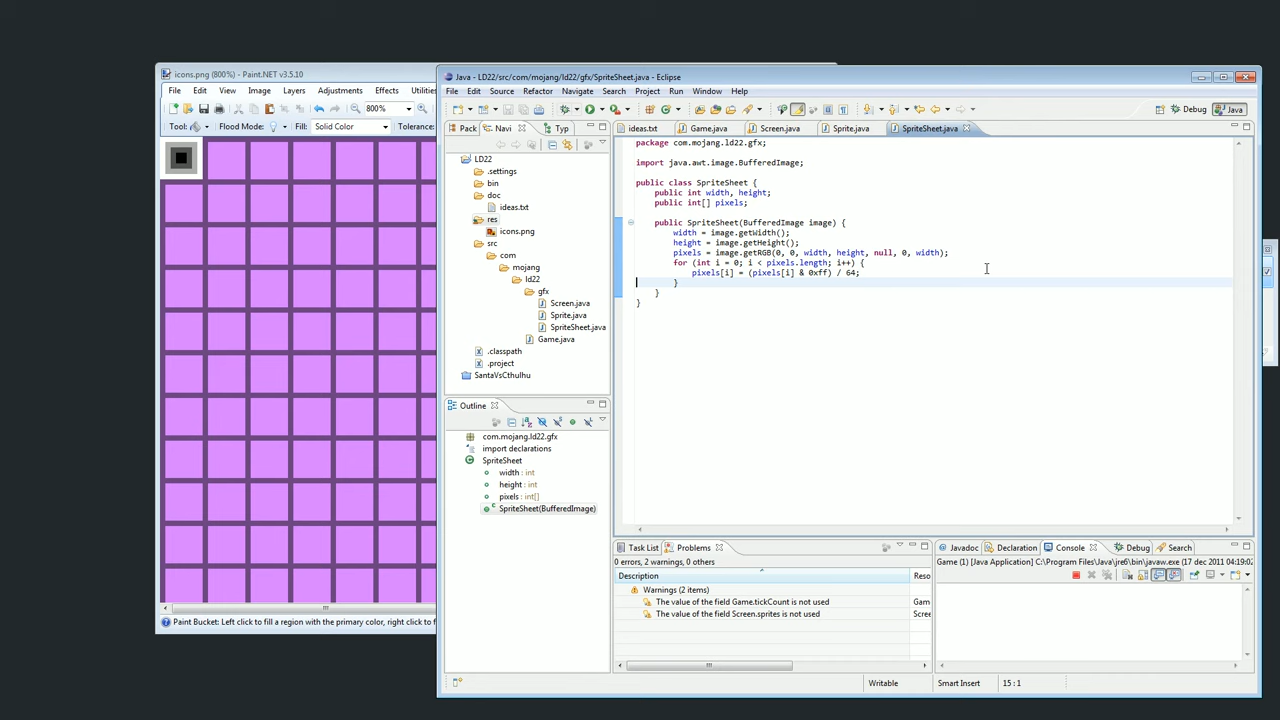 icons.png (800%) - Paint.NET v3.5.10
File Edit View Image Layers Adjustments Effects Utilities
800%
Tool: Flood Mode: Fill: Solid Color Tolerance:
Paint Bucket: Left click to fill a region with the primary color, right click to f
Java - LD22/src/com/mojang/ld22/gfx/SpriteSheet.java - Eclipse
File Edit Source Refactor Navigate Search Project Run Window Help
Debug Java
Pack Navi Typ
LD22
.settings
bin
doc
ideas.txt
res
icons.png
src
com
mojang
ld22
gfx
Screen.java
Sprite.java
SpriteSheet.java
Game.java
.classpath
.project
SantaVsCthulhu
Outline
com.mojang.ld22.gfx
import declarations
SpriteSheet
width : int
height : int
pixels : int[]
SpriteSheet(BufferedImage)
ideas.txt Game.java Screen.java Sprite.java SpriteSheet.java
package com.mojang.ld22.gfx;
import java.awt.image.BufferedImage;
public class SpriteSheet {
public int width, height;
public int[] pixels;
public SpriteSheet(BufferedImage image) {
width = image.getWidth();
height = image.getHeight();
pixels = image.getRGB(0, 0, width, height, null, 0, width);
for (int i = 0; i < pixels.length; i++) {
pixels[i] = (pixels[i] & 0xff) / 64;
}
}
}
Task List Problems
0 errors, 2 warnings, 0 others
Description Reso
Warnings (2 items)
The value of the field Game.tickCount is not used Gam
The value of the field Screen.sprites is not used Scre
Javadoc Declaration Console Debug Search
Game (1) [Java Application] C:\Program Files\Java\jre6\bin\javaw.exe (17 dec 2011 04:19:02
Writable Smart Insert 15 : 1